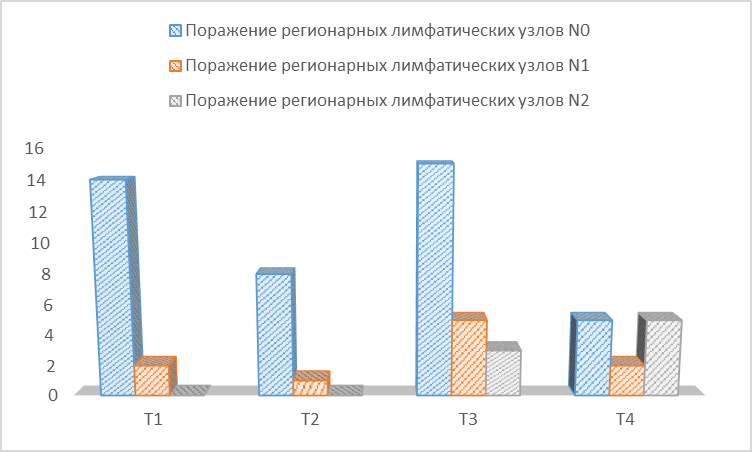 Поражение регионарных лимфатических узлов N0
Поражение регионарных лимфатических узлов N1
Поражение регионарных лимфатических узлов N2
16
14
12
10
8
6
4
2
0
T1 T2 T3 T4